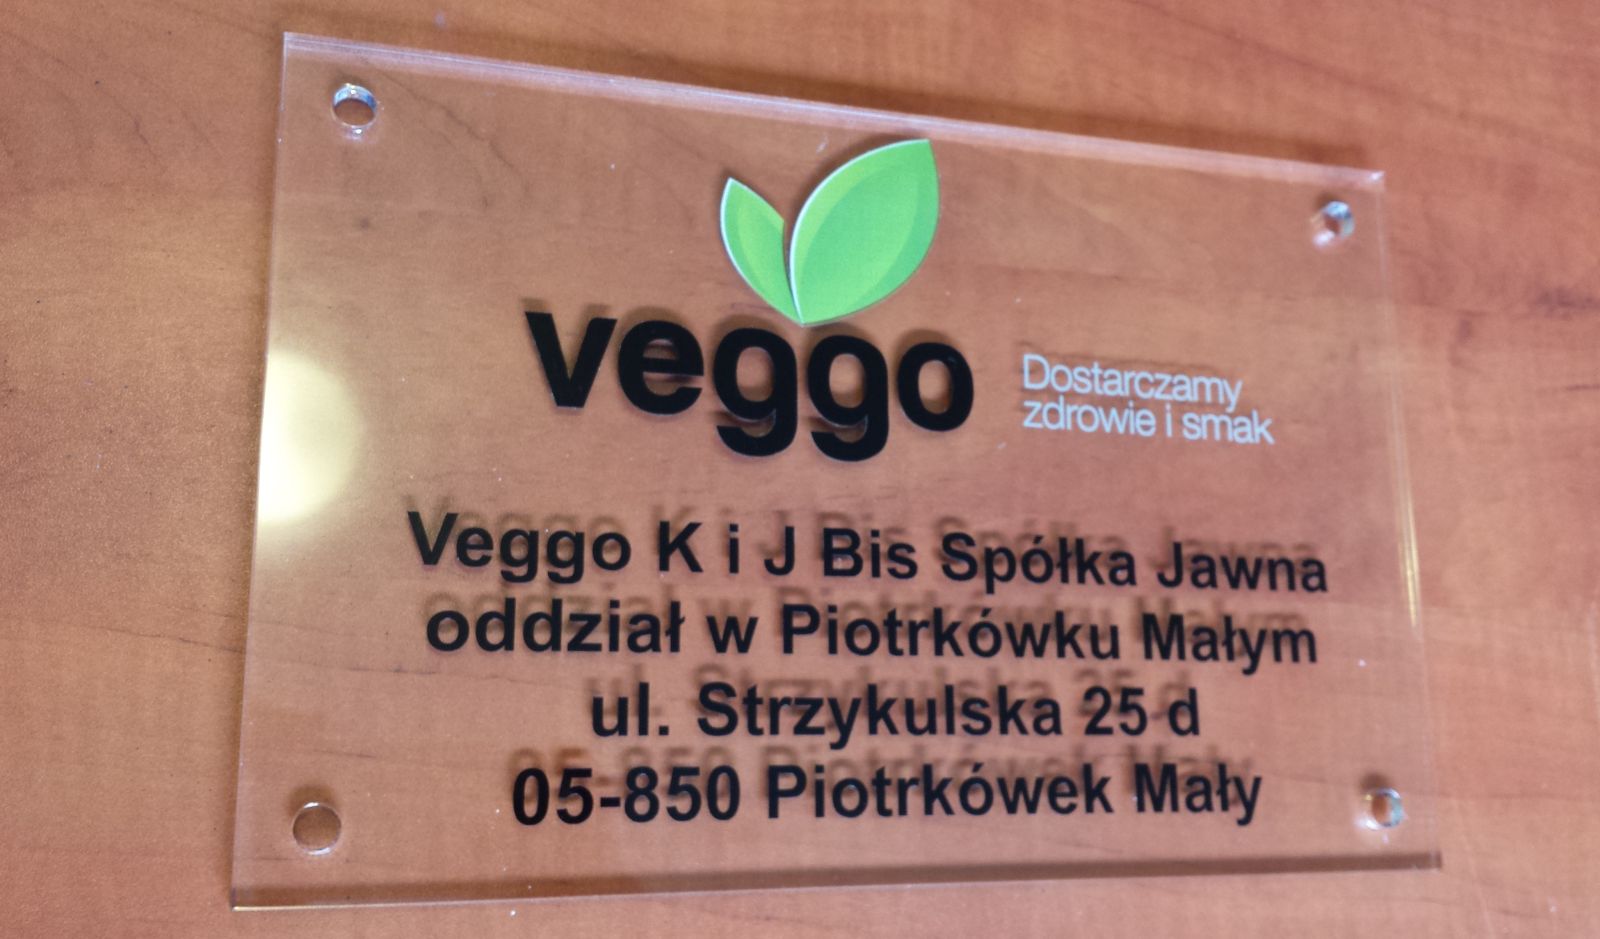 veggo
Dostarczamy
zdrowie i smak
Veggo K i J Bis Spółka Jawna
oddział w Piotrkówku Małym
ul. Strzykulska 25 d
05-850 Piotrkówek Mały